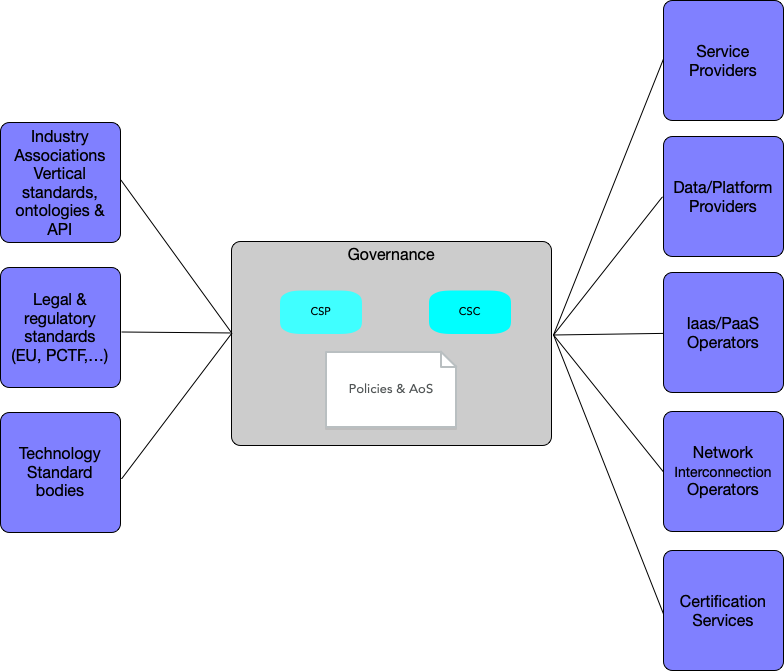 Industry
Associations
Vertical
standards,
ontologies &
API
Legal &
regulatory
standards
(EU, PCTF,...)
Technology
Standard
bodies
Governance
CSP
CSC
Policies & AoS
Service
Providers
Data/Platform
Providers
Iaas/PaaS
Operators
Network
Interconnection
Operators
Certification
Services